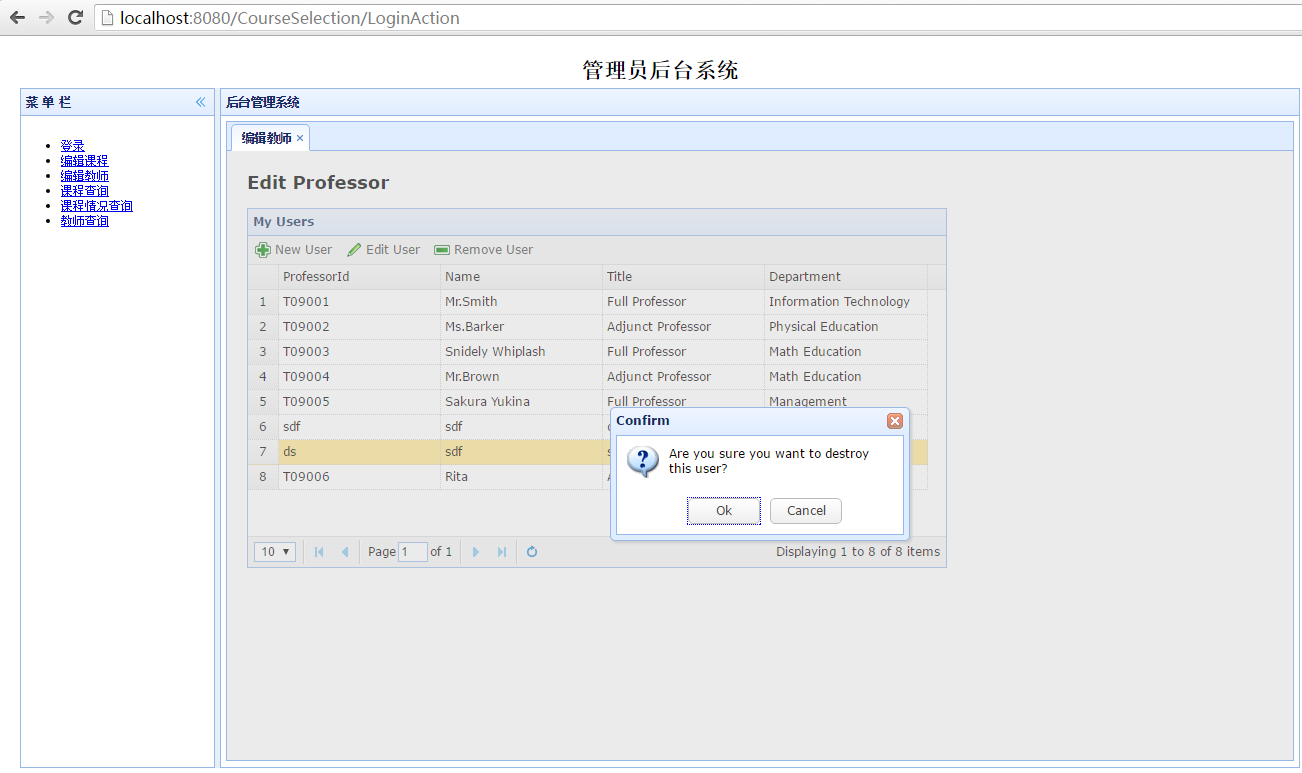 localhost:8080/CourseSelection/LoginAction
管理员后台系统
菜 单 栏
后台管理系统
登录
编辑课程
编辑教师
课程查询
课程情况查询
教师查询
编辑教师
Edit Professor
My Users
New User Edit User Remove User
ProfessorId Name Title Department
1 T09001 Mr.Smith Full Professor Information Technology
2 T09002 Ms.Barker Adjunct Professor Physical Education
3 T09003 Snidely Whiplash Full Professor Math Education
4 T09004 Mr.Brown Adjunct Professor Math Education
5 T09005 Sakura Yukina Full Professor Management
6 sdf sdf
7 ds sdf
8 T09006 Rita
Confirm
Are you sure you want to destroy
this user?
Ok Cancel
10 Page 1 of 1 Displaying 1 to 8 of 8 items